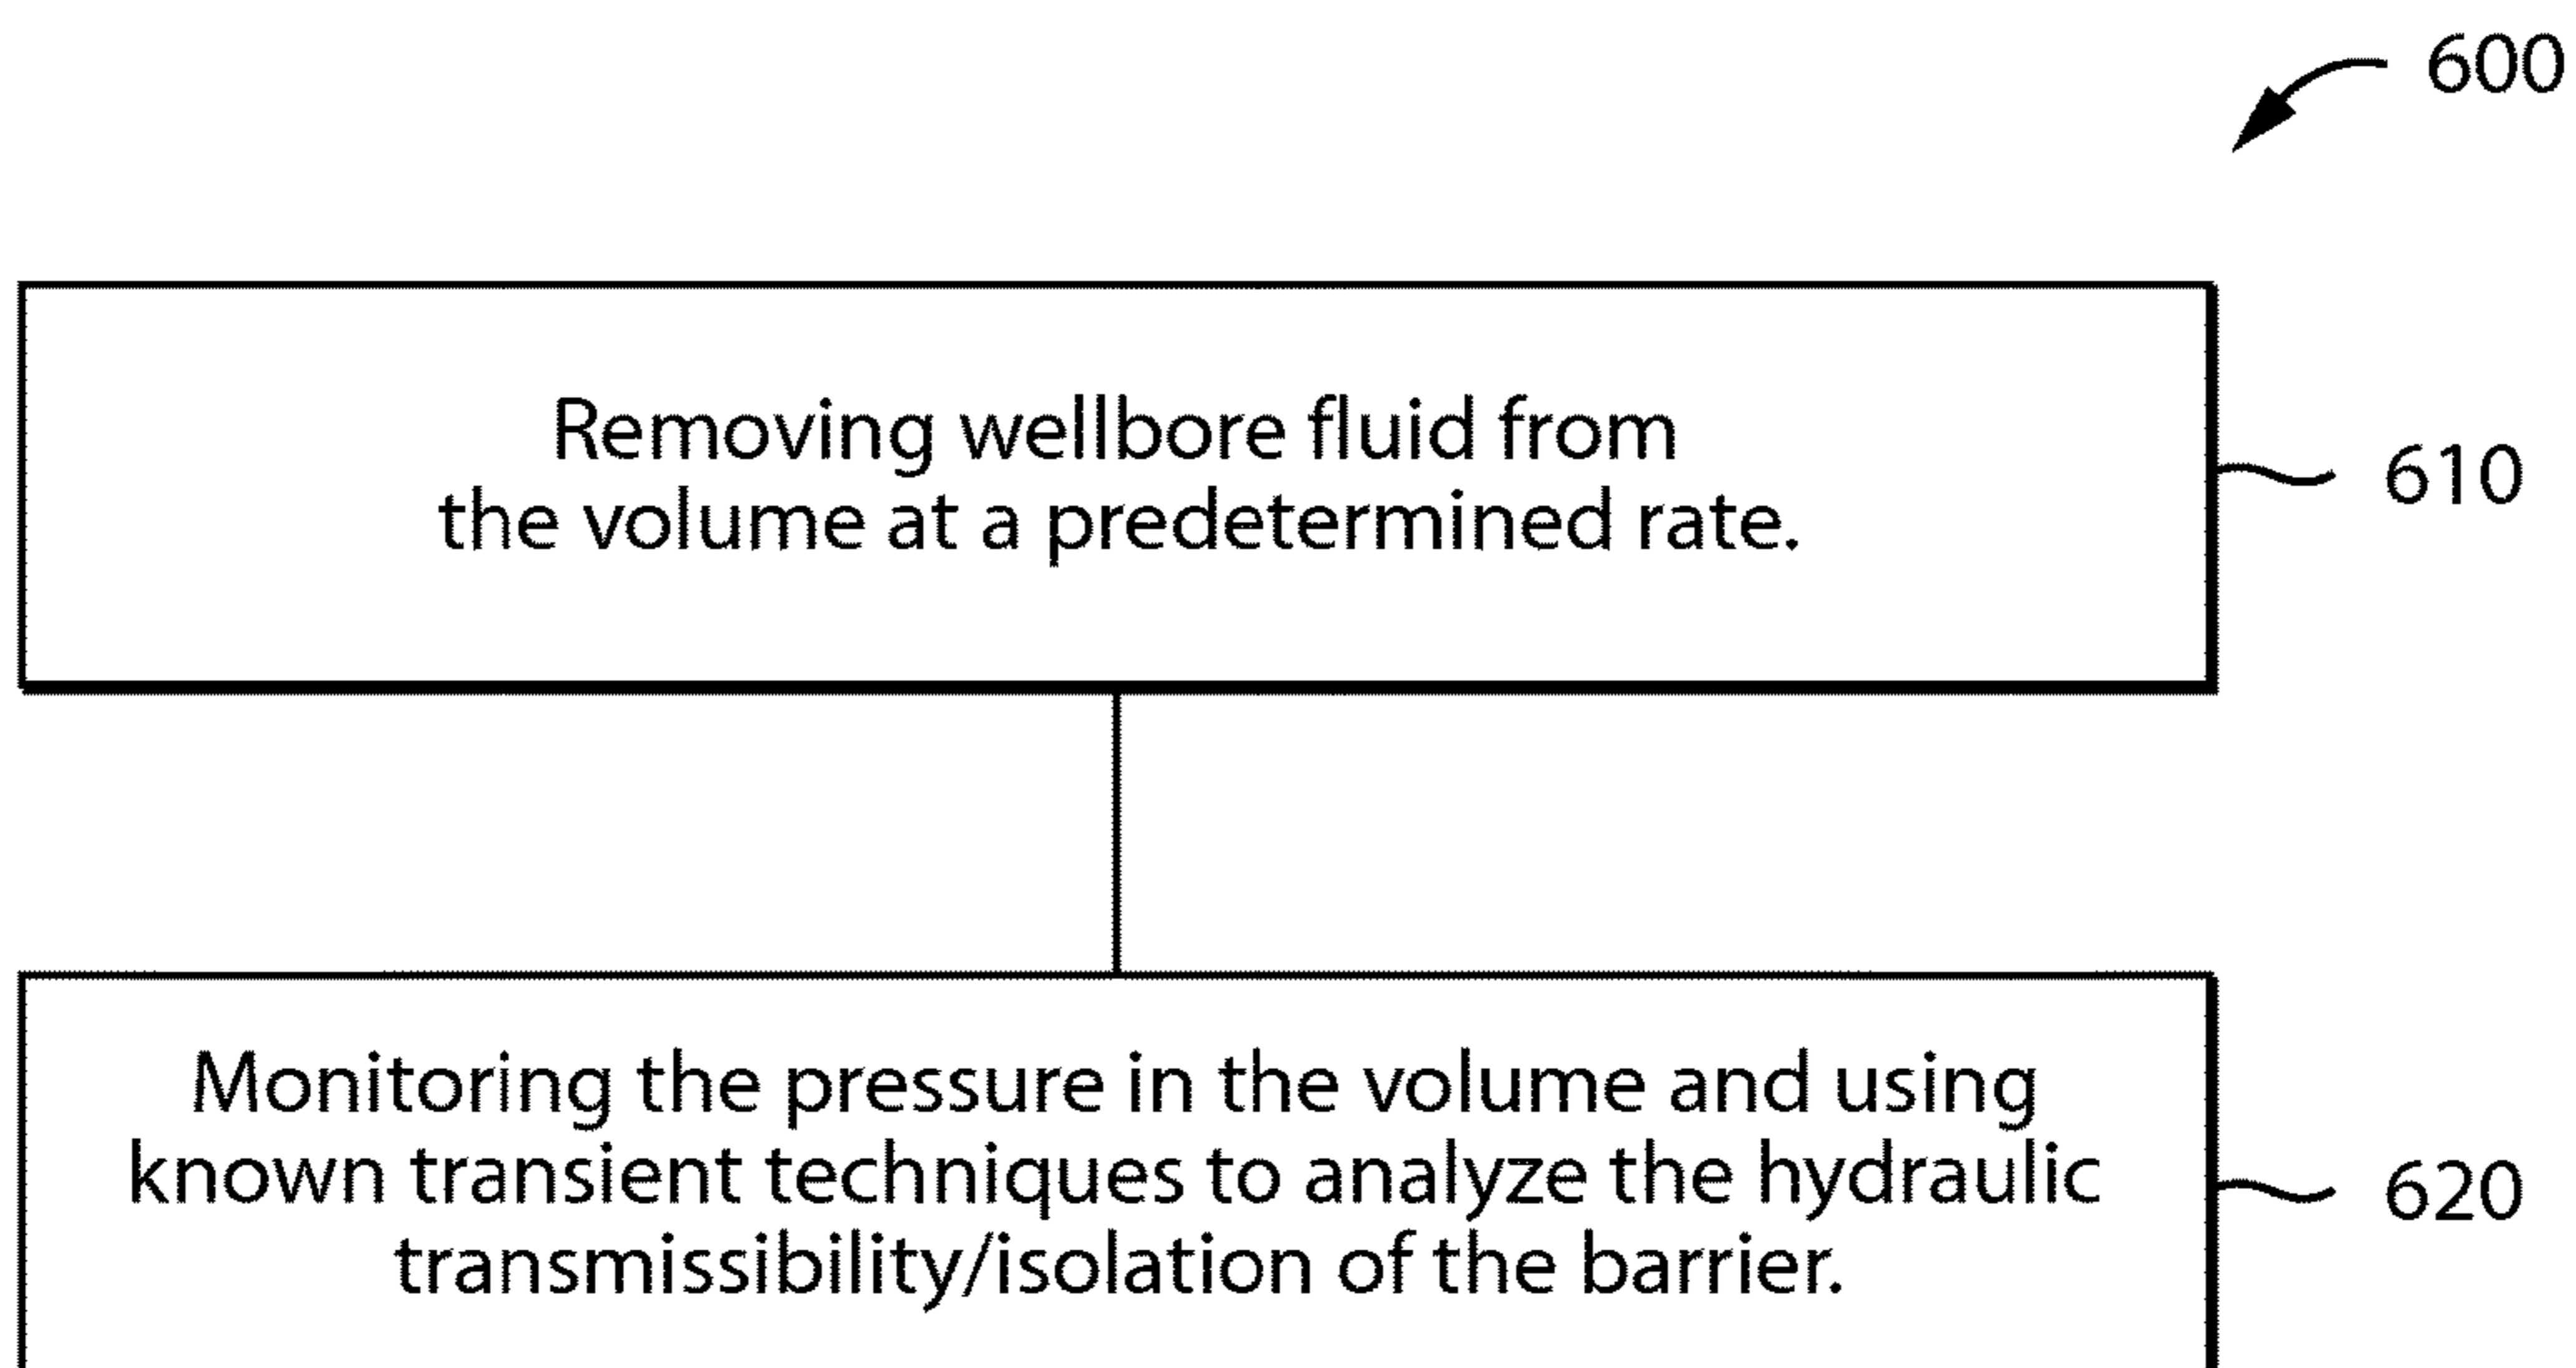 600
Removing wellbore fluid from
the volume at a predetermined rate.
610
Monitoring the pressure in the volume and using
known transient techniques to analyze the hydraulic
transmissibility/isolation of the barrier.
620